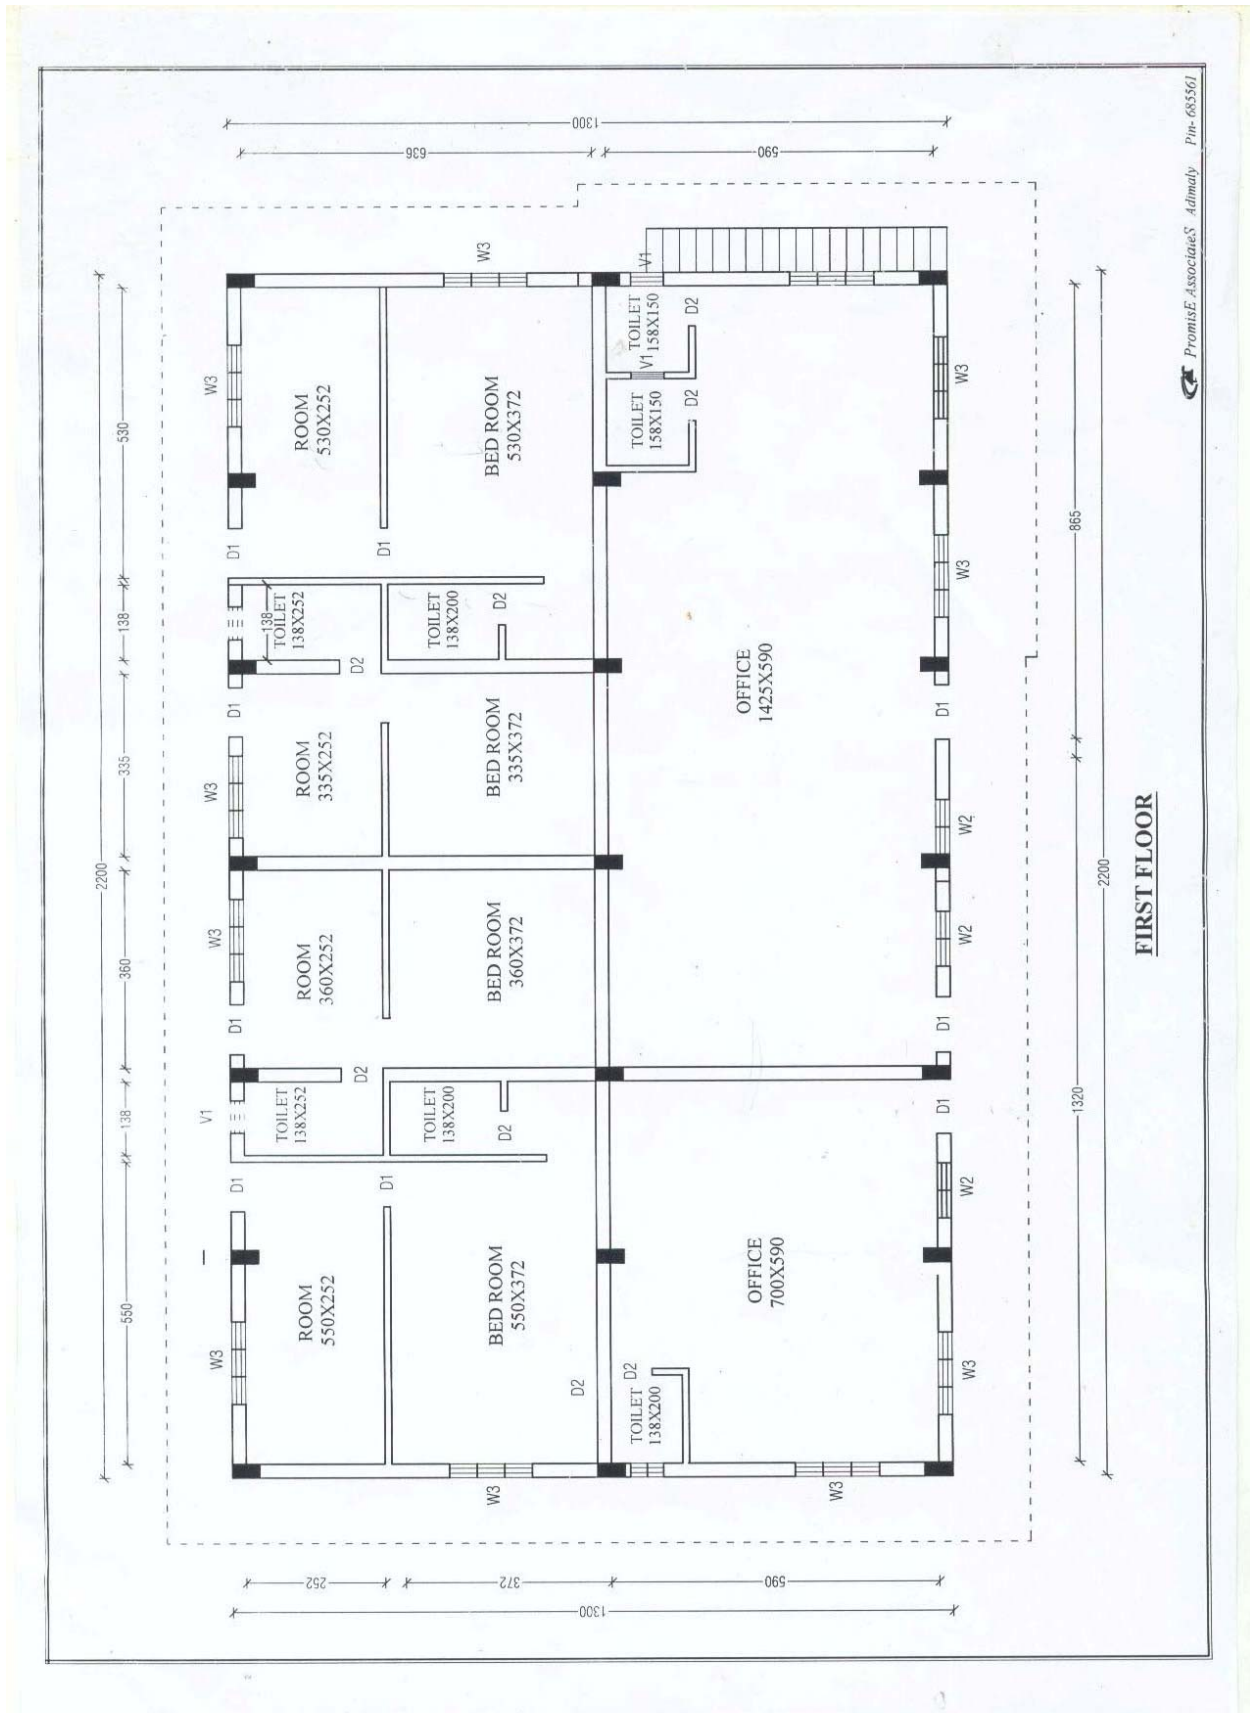 2200
550 138 360 335 138 530
V1
W3 W3 W3 W3
D1 D1 D1 D1
252
138
TOILET
138X252
TOILET
138X252
ROOM
550X252
ROOM
360X252
ROOM
335X252
ROOM
530X252
D2 D2
D1 D1
1300
636
1300
TOILET
138X200
TOILET
138X200
BED ROOM
550X372
BED ROOM
360X372
BED ROOM
335X372
BED ROOM
530X372
372
W3 D2 D2 W3
D2
D2
TOILET
138X200
TOILET
158X150
TOILET
158X150
V1 V1
D2 D2
OFFICE
700X590
OFFICE
1425X590
590
590
W3
D1 D1 D1
W3 W2 W2 W2 W3 W3
1320 865
2200
FIRST FLOOR
PromisE AssociateS Adimaly Pin-685561